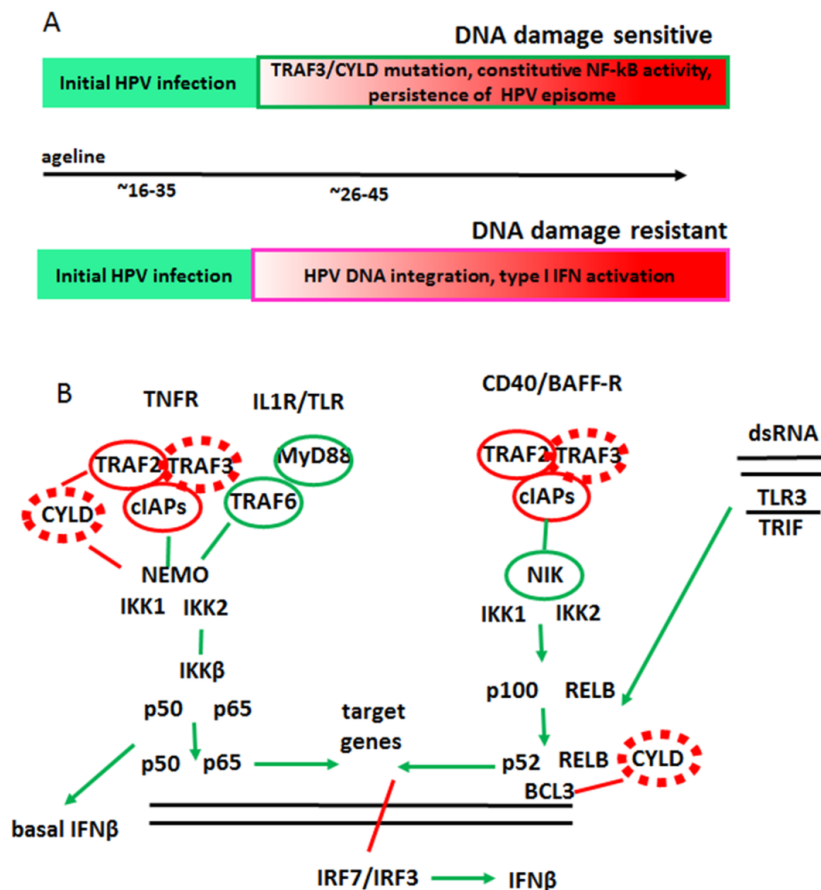 A
DNA damage sensitive
Initial HPV infection
TRAF3/CYLD mutation, constitutive NF-kB activity,
persistence of HPV episome
ageline
~16-35
~26-45
DNA damage resistant
Initial HPV infection
HPV DNA integration, type I IFN activation
B
TNFR
IL1R/TLR
CD40/BAFF-R
dsRNA
TRAF2
TRAF3
MyD88
TRAF2
TRAF3
CYLD
cIAPs
TRAF6
cIAPs
TLR3
TRIF
NEMO
NIK
IKK1
IKK2
IKK1
IKK2
IKKβ
p100
RELB
p50
p65
target
genes
p50
p65
p52
RELB
CYLD
BCL3
basal IFNβ
IRF7/IRF3
IFNβ